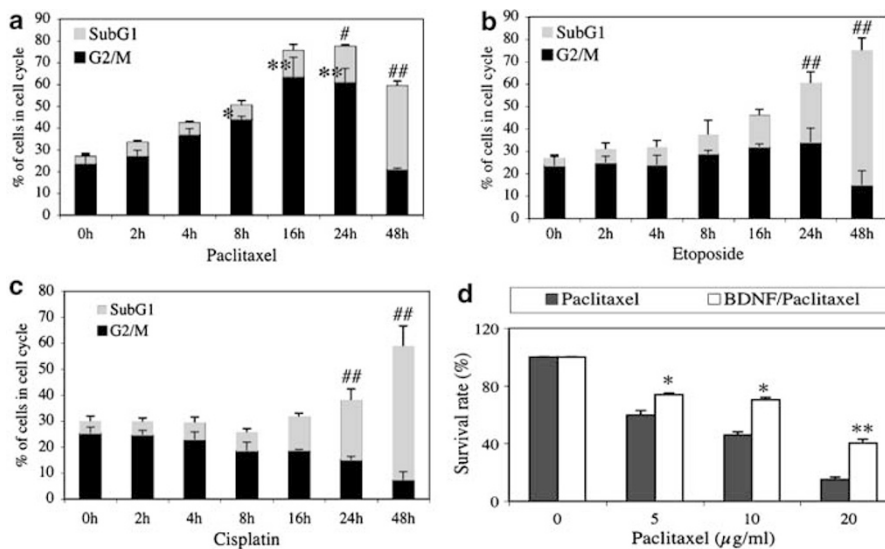 a
SubG1
G2/M
% of cells in cell cycle
90
80
70
60
50
40
30
20
10
0
*
**
**
#
##
0h 2h 4h 8h 16h 24h 48h
Paclitaxel
b
SubG1
G2/M
% of cells in cell cycle
90
80
70
60
50
40
30
20
10
0
##
##
0h 2h 4h 8h 16h 24h 48h
Etoposide
c
SubG1
G2/M
% of cells in cell cycle
80
70
60
50
40
30
20
10
0
##
##
0h 2h 4h 8h 16h 24h 48h
Cisplatin
d
Paclitaxel BDNF/Paclitaxel
Survival rate (%)
120
80
40
0
*
*
**
0 5 10 20
Paclitaxel (µg/ml)